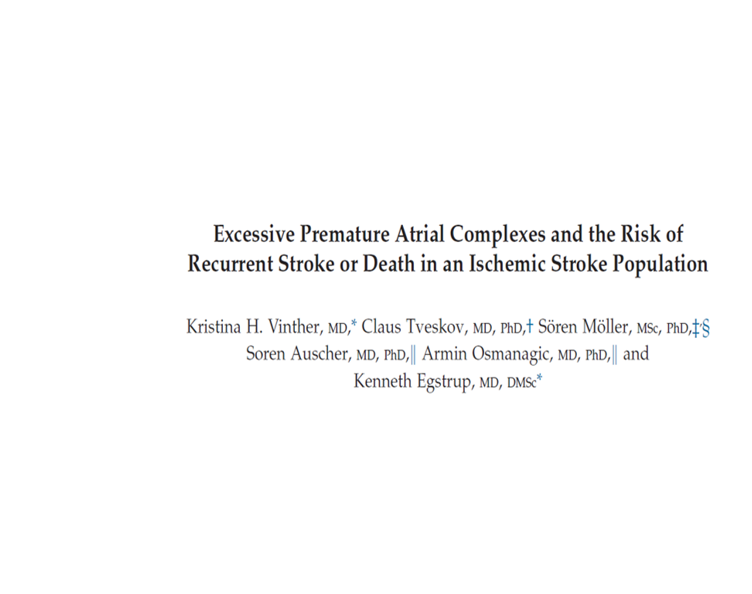 Excessive Premature Atrial Complexes and the Risk of
Recurrent Stroke or Death in an Ischemic Stroke Population
Kristina H. Vinther, MD,* Claus Tveskov, MD, PhD,† Sören Möller, MSc, PhD,‡,§
Soren Auscher, MD, PhD,‖ Armin Osmanagic, MD, PhD,‖ and
Kenneth Egstrup, MD, DMSc*